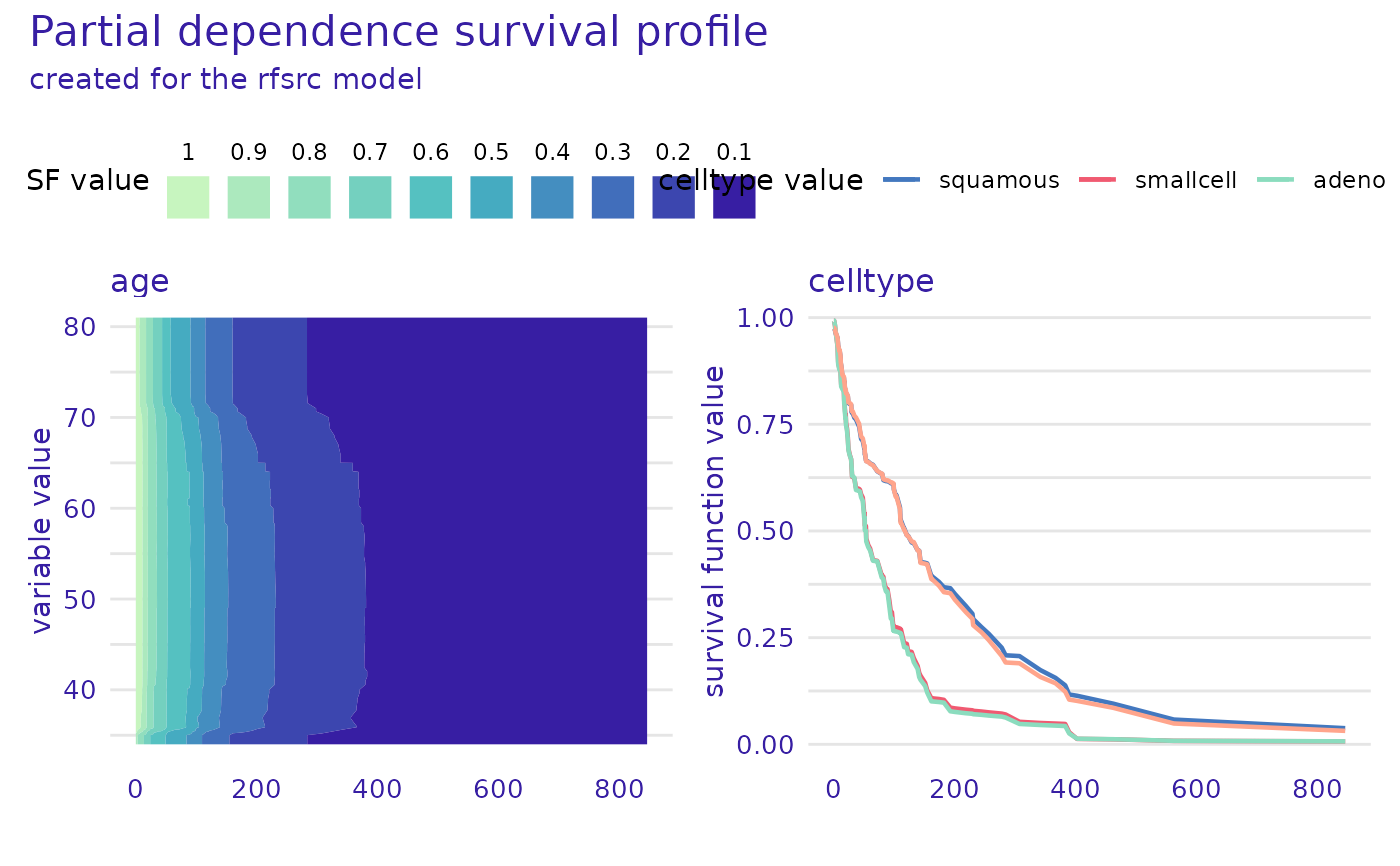 Partial dependence survival profile
created for the rfsrc model
1 0.9 0.8 0.7 0.6 0.5 0.4 0.3 0.2 0.1
SF value
celltype value squamous smallcell adeno
age
variable value
80
70
60
50
40
0 200 400 600 800
celltype
survival function value
1.00
0.75
0.50
0.25
0.00
0 200 400 600 800